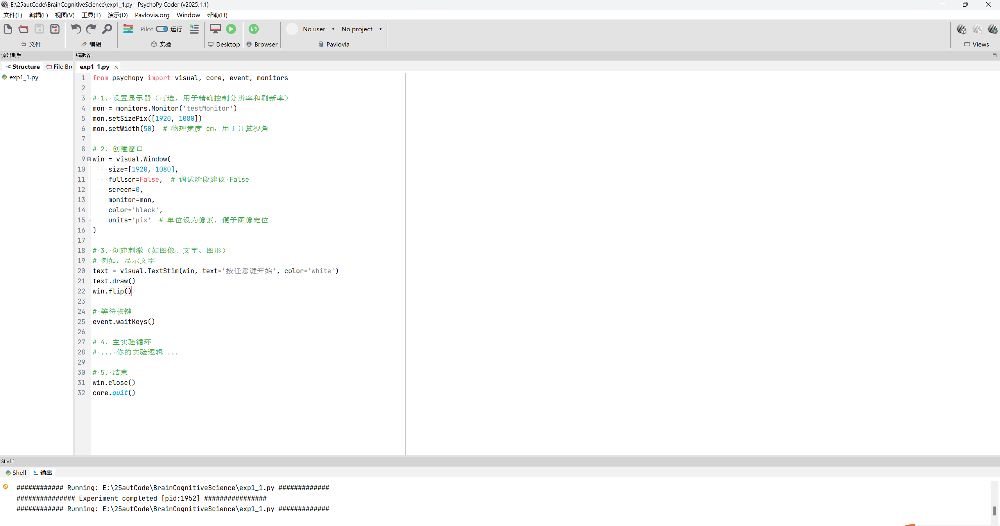 E:\25autCode\BrainCognitiveScience\exp1_1.py - PsychoPy Coder (v2025.1.1)
文件(F) 编辑(E) 视图(V) 工具(T) 演示(D) Pavlovia.org Window 帮助(H)
Pilot 运行 No user No project
文件 编辑 实验 Desktop Browser Pavlovia Views
源码助手 编辑器
Structure File Bro exp1_1.py
exp1_1.py
1 from psychopy import visual, core, event, monitors
2
3 # 1. 设置显示器（可选，用于精确控制分辨率和刷新率）
4 mon = monitors.Monitor('testMonitor')
5 mon.setSizePix([1920, 1080])
6 mon.setWidth(50)  # 物理宽度 cm，用于计算视角
7
8 # 2. 创建窗口
9 win = visual.Window(
10     size=[1920, 1080],
11     fullscr=False,  # 调试阶段建议 False
12     screen=0,
13     monitor=mon,
14     color='black',
15     units='pix'  # 单位设为像素，便于图像定位
16 )
17
18 # 3. 创建刺激（如图像、文字、图形）
19 # 例如：显示文字
20 text = visual.TextStim(win, text='按任意键开始', color='white')
21 text.draw()
22 win.flip()
23
24 # 等待按键
25 event.waitKeys()
26
27 # 4. 主实验循环
28 # ... 你的实验逻辑 ...
29
30 # 5. 结束
31 win.close()
32 core.quit()
Shelf
Shell 输出
############ Running: E:\25autCode\BrainCognitiveScience\exp1_1.py #############
############### Experiment completed [pid:1952] ################
############ Running: E:\25autCode\BrainCognitiveScience\exp1_1.py #############